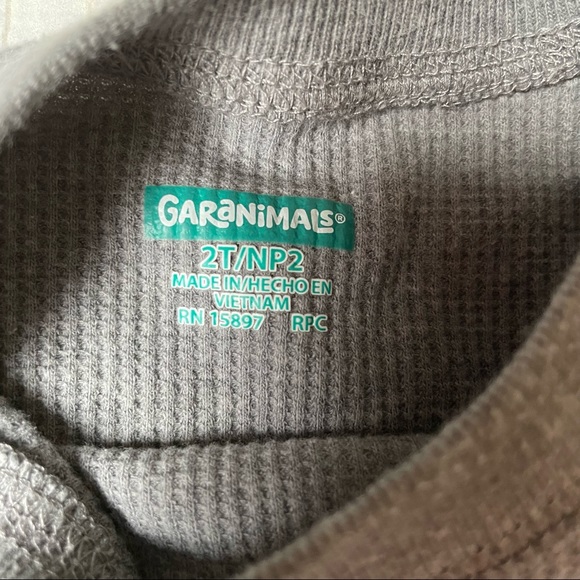 GARANiMALS®
2T/NP2
MADE IN/HECHO EN
VIETNAM
RN 15897 RPC